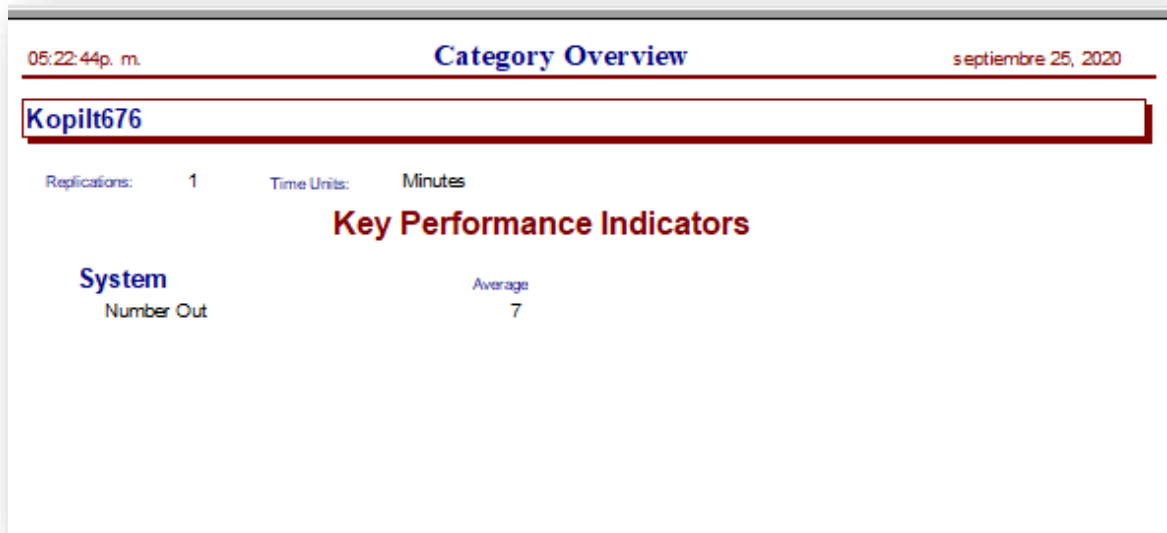 05:22:44p. m. Category Overview septiembre 25, 2020
Kopilt676
Replications: 1 Time Units: Minutes
Key Performance Indicators
System Average
Number Out 7